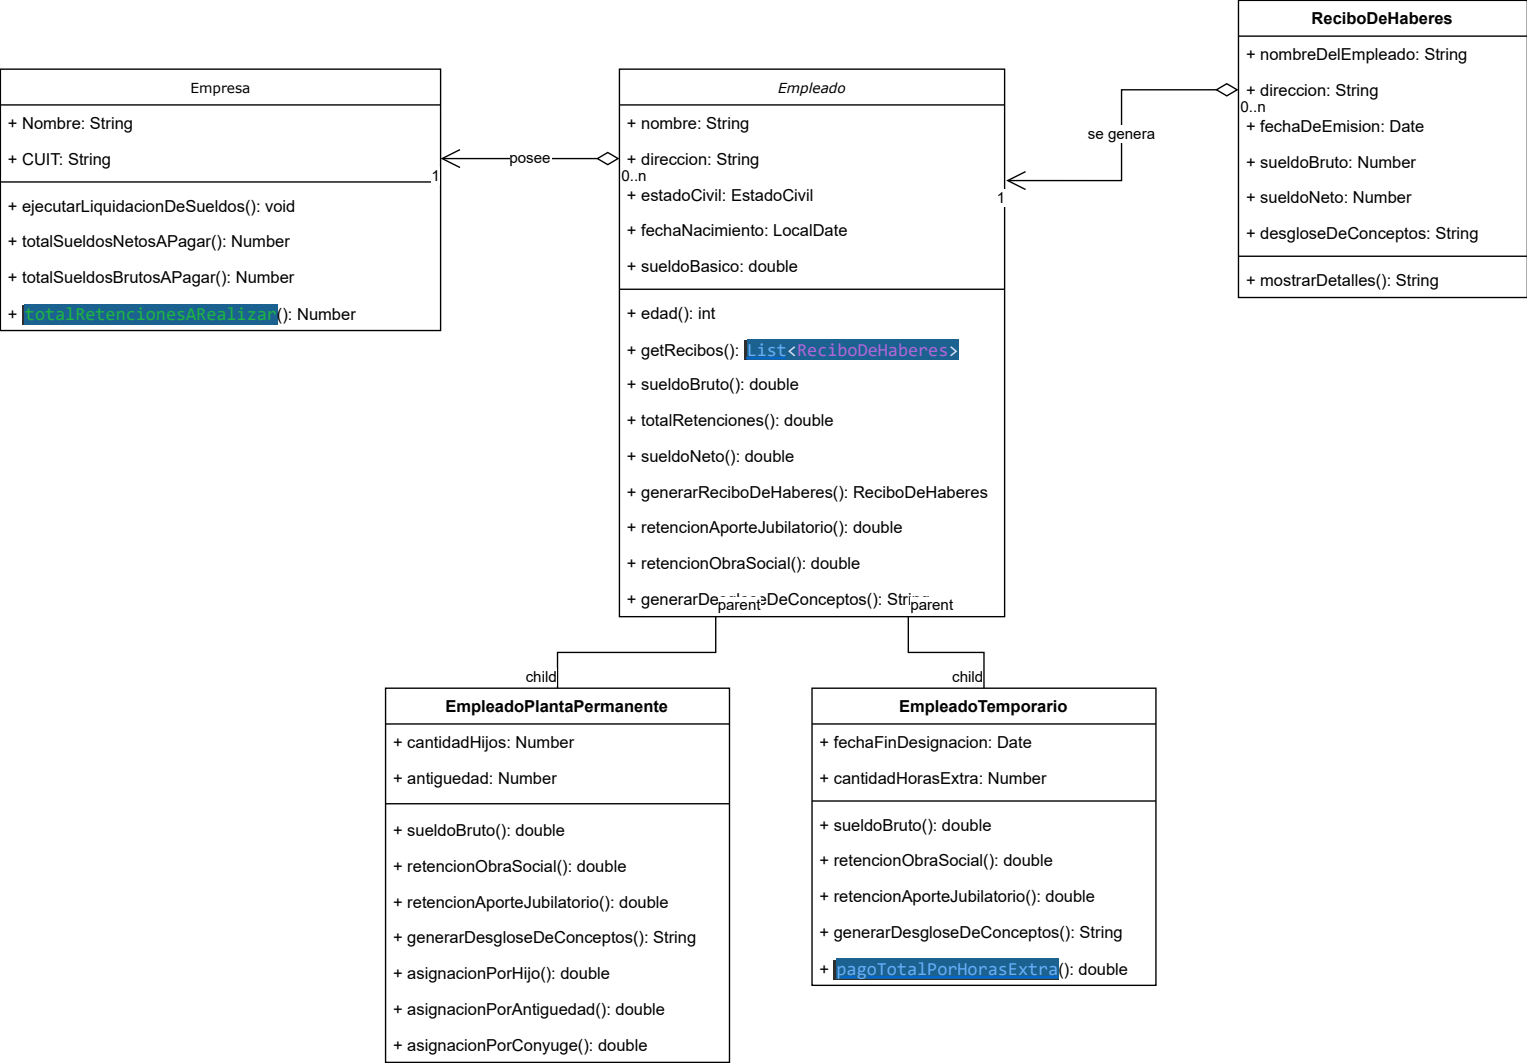 Empresa
+ Nombre: String
+ CUIT: String
+ ejecutarLiquidacionDeSueldos(): void
+ totalSueldosNetosAPagar(): Number
+ totalSueldosBrutosAPagar(): Number
+ totalRetencionesARealizar(): Number
1
posee
0..n
Empleado
+ nombre: String
+ direccion: String
+ estadoCivil: EstadoCivil
+ fechaNacimiento: LocalDate
+ sueldoBasico: double
+ edad(): int
+ getRecibos(): List<ReciboDeHaberes>
+ sueldoBruto(): double
+ totalRetenciones(): double
+ sueldoNeto(): double
+ generarReciboDeHaberes(): ReciboDeHaberes
+ retencionAporteJubilatorio(): double
+ retencionObraSocial(): double
+ generarDesgloseDeConceptos(): String
1
se genera
0..n
ReciboDeHaberes
+ nombreDelEmpleado: String
+ direccion: String
+ fechaDeEmision: Date
+ sueldoBruto: Number
+ sueldoNeto: Number
+ desgloseDeConceptos: String
+ mostrarDetalles(): String
parent
parent
child
child
EmpleadoPlantaPermanente
+ cantidadHijos: Number
+ antiguedad: Number
+ sueldoBruto(): double
+ retencionObraSocial(): double
+ retencionAporteJubilatorio(): double
+ generarDesgloseDeConceptos(): String
+ asignacionPorHijo(): double
+ asignacionPorAntiguedad(): double
+ asignacionPorConyuge(): double
EmpleadoTemporario
+ fechaFinDesignacion: Date
+ cantidadHorasExtra: Number
+ sueldoBruto(): double
+ retencionObraSocial(): double
+ retencionAporteJubilatorio(): double
+ generarDesgloseDeConceptos(): String
+ pagoTotalPorHorasExtra(): double